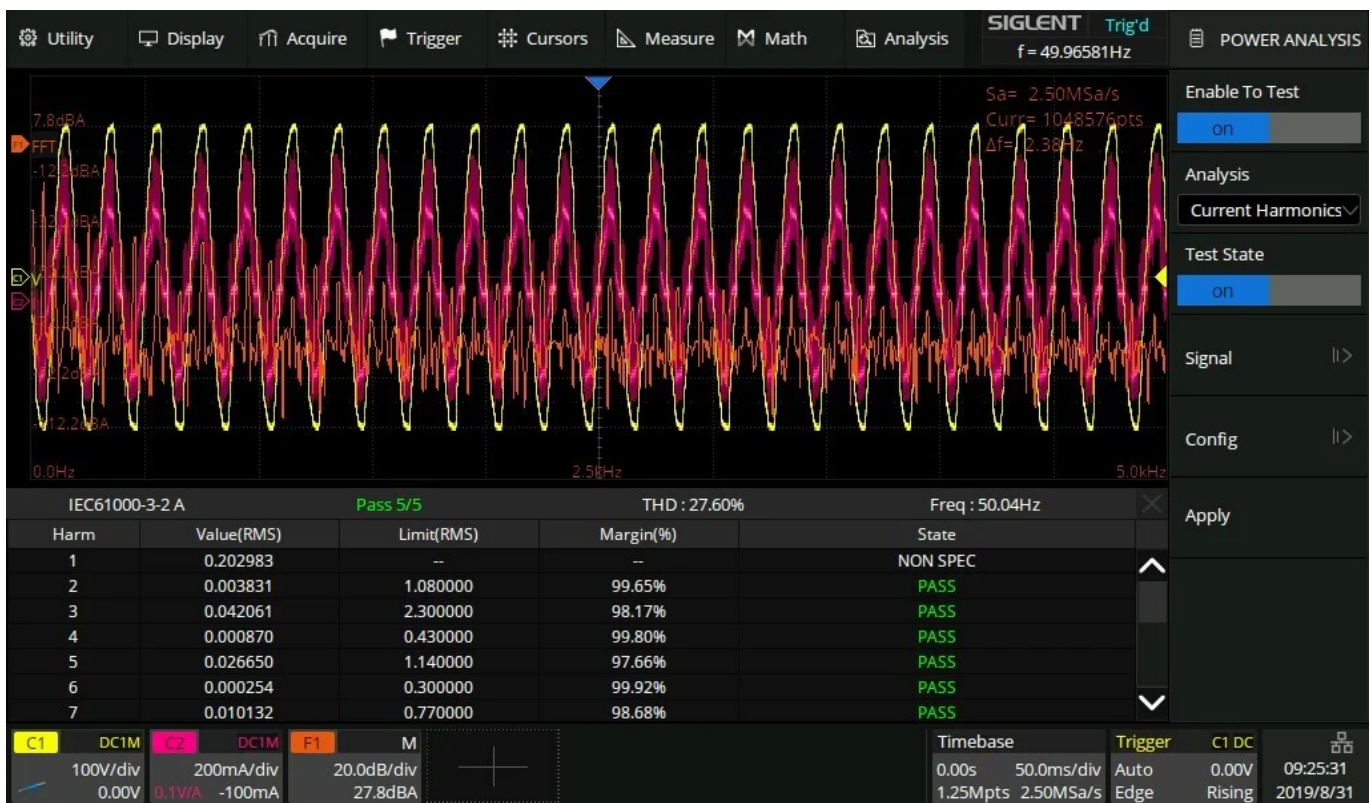 Utility Display Acquire Trigger Cursors Measure Math Analysis
SIGLENT Trig'd
f = 49.96581Hz
POWER ANALYSIS
Sa= 2.50MSa/s
Curr= 1048576pts
Δf= 2.38Hz
7.8dBA
F1 FFT
-12.2dBA
C1 V
0.0Hz 2.5kHz 5.0kHz
Enable To Test
on
Analysis
Current Harmonics
Test State
on
Signal
Config
Apply
IEC61000-3-2 A Pass 5/5 THD : 27.60% Freq : 50.04Hz
Harm Value(RMS) Limit(RMS) Margin(%) State
1 0.202983 -- -- NON SPEC
2 0.003831 1.080000 99.65% PASS
3 0.042061 2.300000 98.17% PASS
4 0.000870 0.430000 99.80% PASS
5 0.026650 1.140000 97.66% PASS
6 0.000254 0.300000 99.92% PASS
7 0.010132 0.770000 98.68% PASS
C1 DC1M C2 DC1M F1 M Timebase Trigger C1 DC
100V/div 200mA/div 20.0dB/div 0.00s 50.0ms/div Auto 0.00V 09:25:31
0.00V 0.1V/A -100mA 27.8dBA 1.25Mpts 2.50MSa/s Edge Rising 2019/8/31